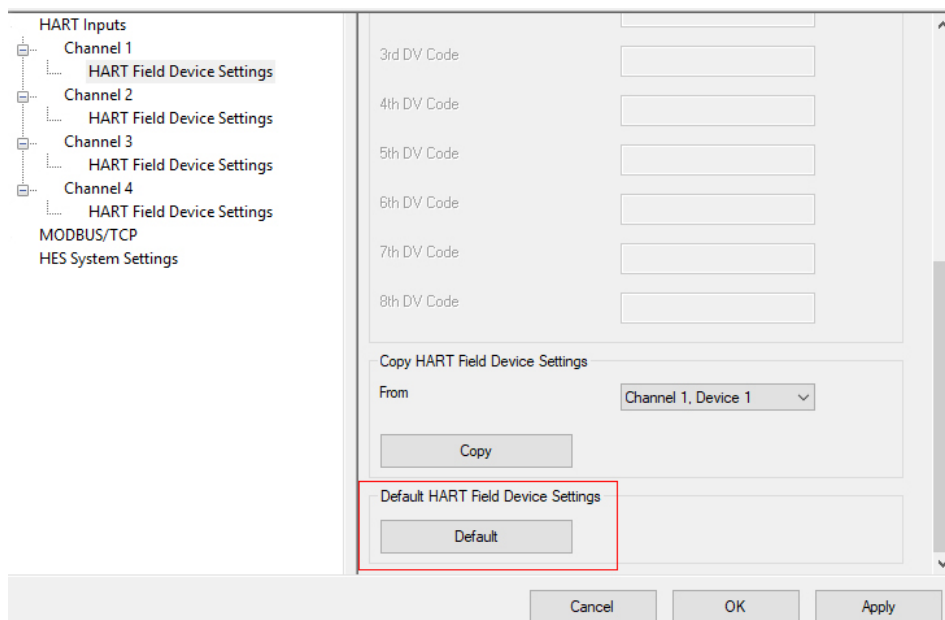 HART Inputs
Channel 1
HART Field Device Settings
Channel 2
HART Field Device Settings
Channel 3
HART Field Device Settings
Channel 4
HART Field Device Settings
MODBUS/TCP
HES System Settings
3rd DV Code
4th DV Code
5th DV Code
6th DV Code
7th DV Code
8th DV Code
Copy HART Field Device Settings
From
Channel 1, Device 1
Copy
Default HART Field Device Settings
Default
Cancel
OK
Apply